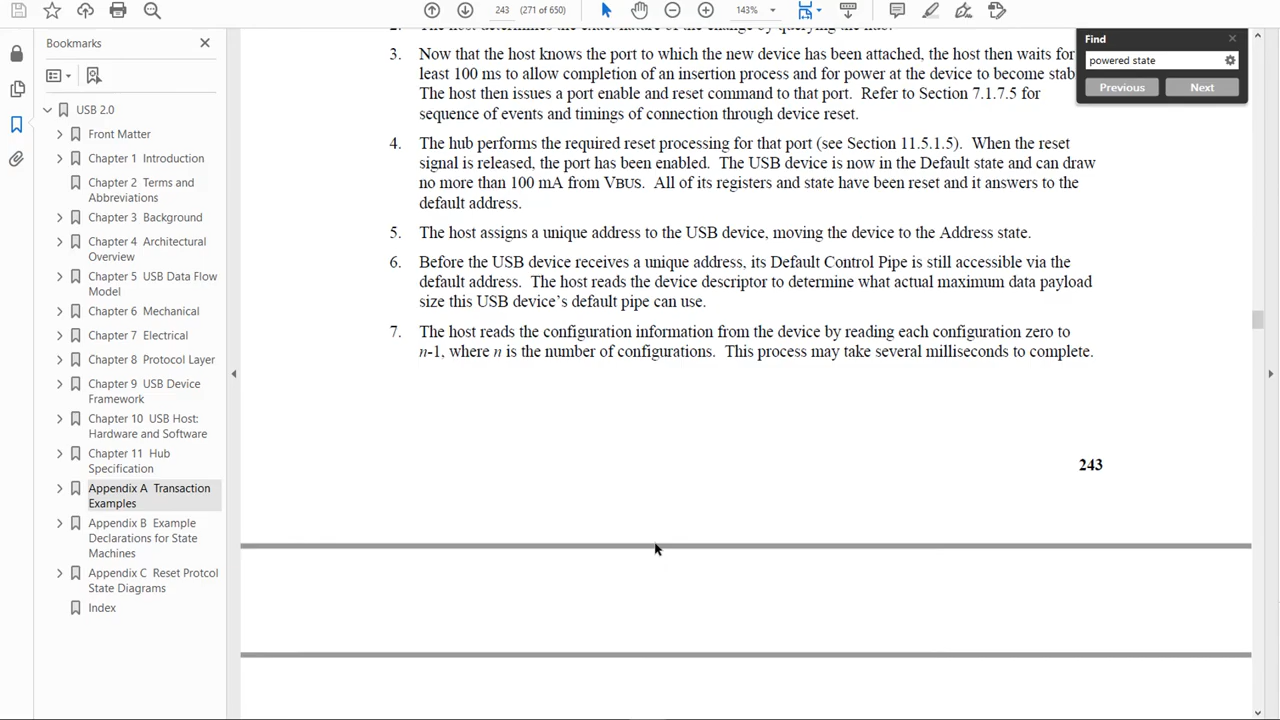 243
(271 of 650)
143%
Bookmarks
USB 2.0
Front Matter
Chapter 1 Introduction
Chapter 2 Terms and
Abbreviations
Chapter 3 Background
Chapter 4 Architectural
Overview
Chapter 5 USB Data Flow
Model
Chapter 6 Mechanical
Chapter 7 Electrical
Chapter 8 Protocol Layer
Chapter 9 USB Device
Framework
Chapter 10 USB Host:
Hardware and Software
Chapter 11 Hub
Specification
Appendix A Transaction
Examples
Appendix B Example
Declarations for State
Machines
Appendix C Reset Protcol
State Diagrams
Index
2. The host determines the exact nature of the change by querying the hub.
3. Now that the host knows the port to which the new device has been attached, the host then waits for
least 100 ms to allow completion of an insertion process and for power at the device to become stab
The host thn issues a port enable and reset command to that port. Refer to Section 7.1.7.5 for
sequence of events and timings of connection through device reset.
4. The hub performs the required reset processing for that port (see Section 11.5.1.5). When the reset
signal is released, the port has been enabled. The USB device is now in the Default state and can draw
no more than 100 mA from VBUS. All of its registers and state have been reset and it answers to the
default address.
5. The host assigns a unique address to the USB device, moving the device to the Address state.
6. Before the USB device receives a unique address, its Default Control Pipe is still accessible via the
default address. The host reads the device descriptor to determine what actual maximum data payload
size this USB device's default pipe can use.
7. The host reads the configuration information from the device by reading each configuration zero to
n-1, where n is the number of configurations. This process may take several milliseconds to complete.
243
Find
powered state
Previous
Next